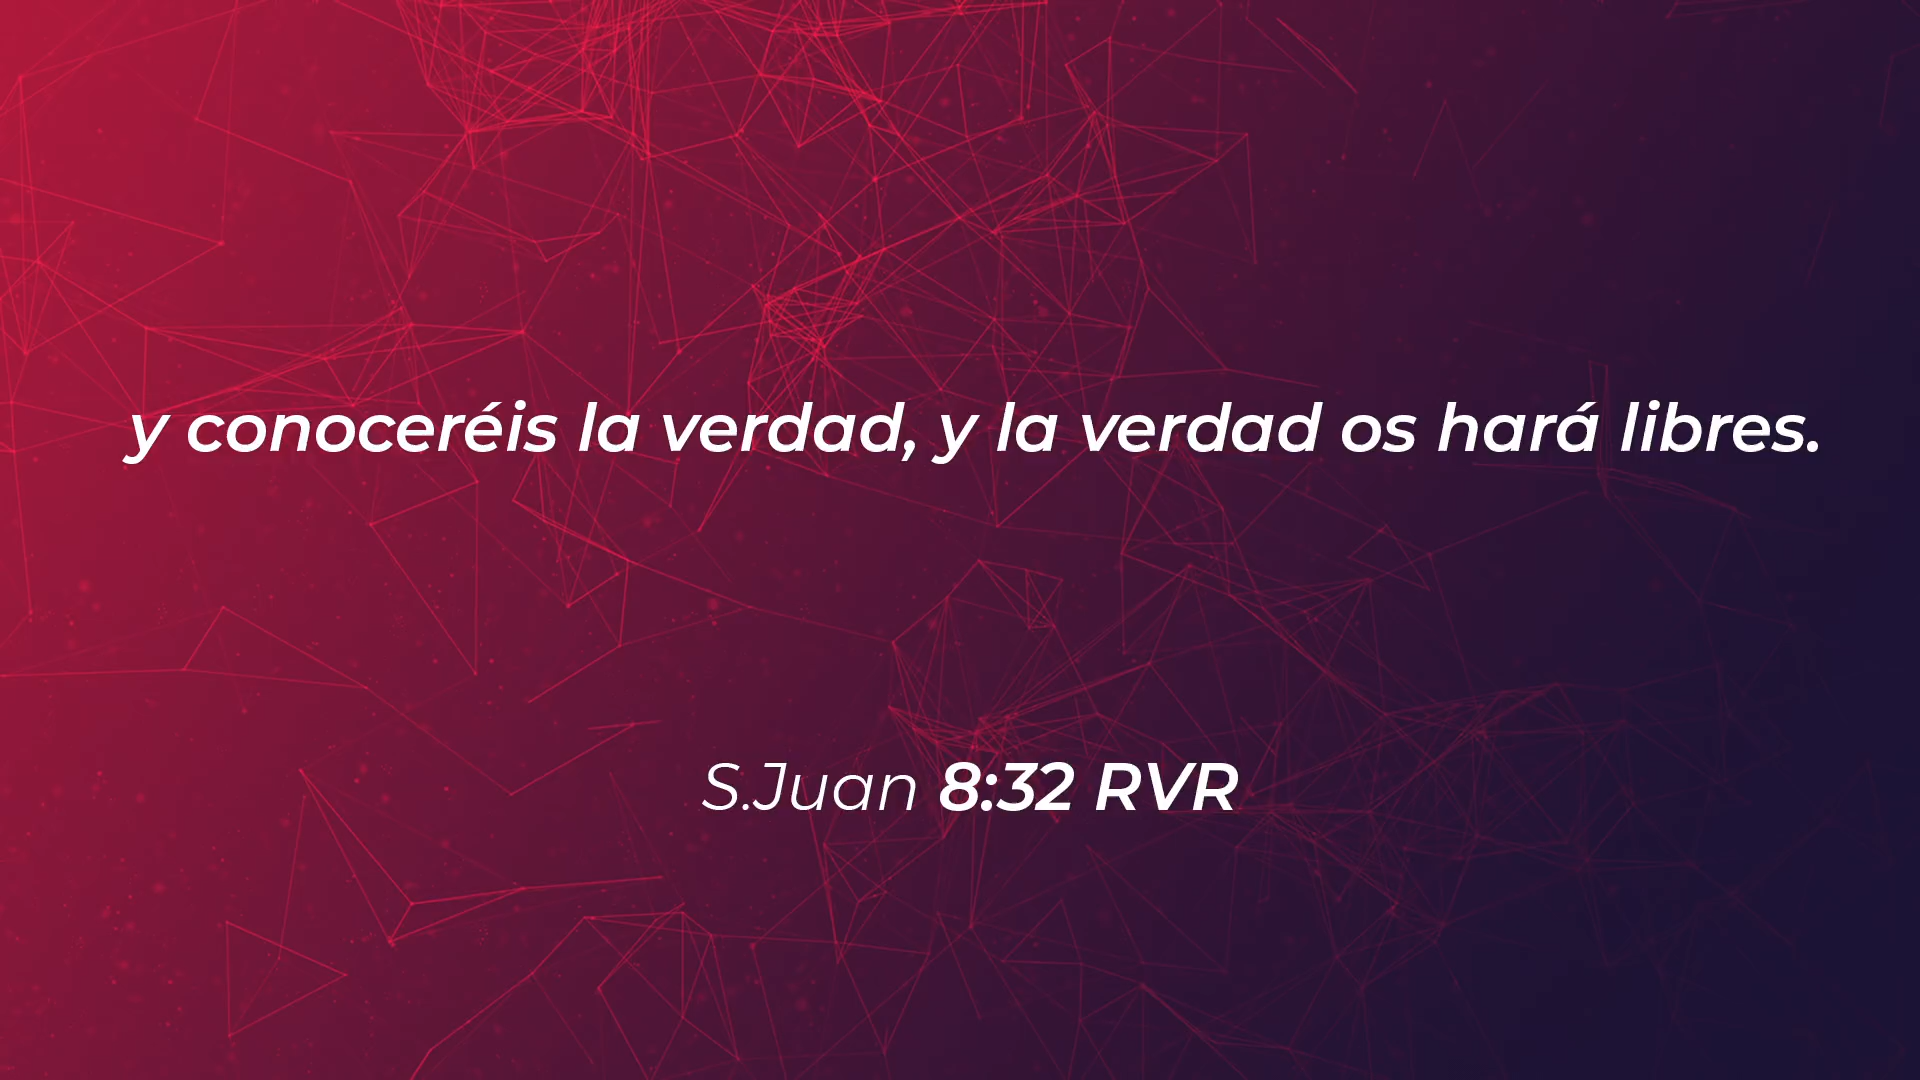 y conoceréis la verdad, y la verdad os hará libres.
S.Juan 8:32 RVR